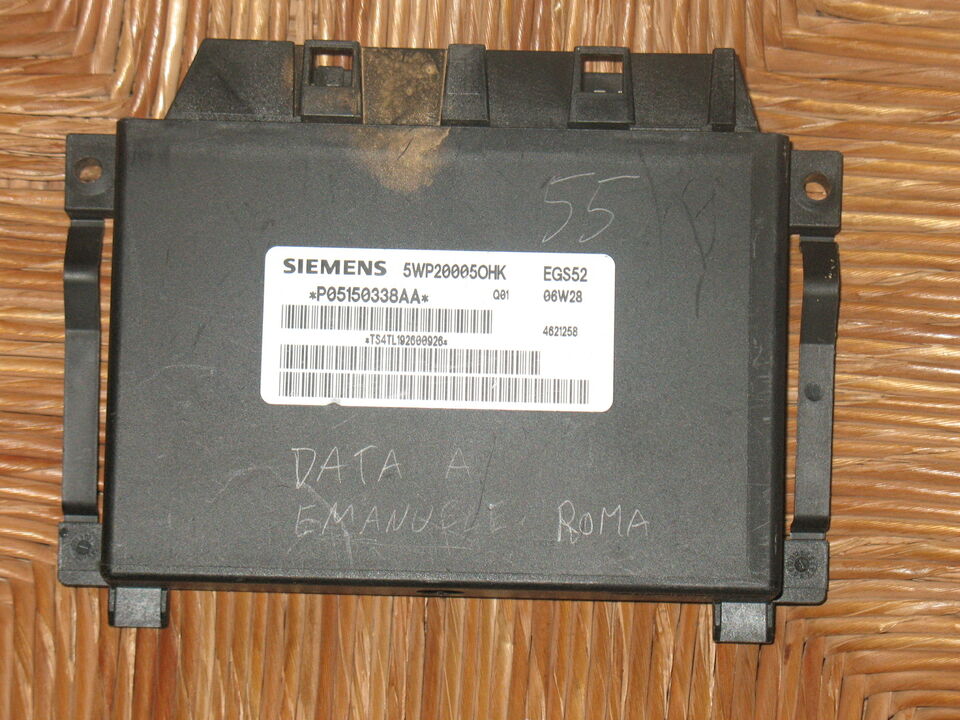 55
SIEMENS 5WP20005OHK EGS52
*P05150338AA* Q01 06W28
4621258
*TS4TL192600926*
DATA A
EMANUELE ROMA